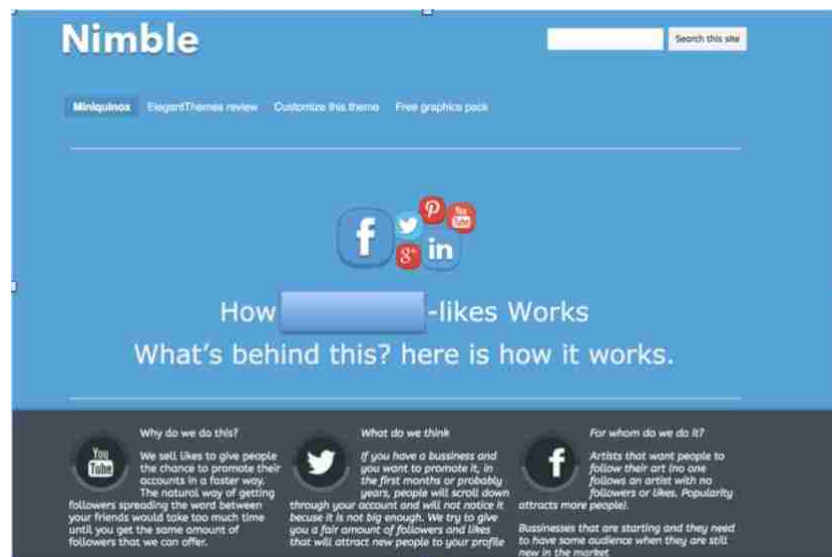 Nimble
Search this site
Miniquinox ElegantThemes review Customize this theme Free graphics pack
f
P
You
Tube
g+
in
How -likes Works
What's behind this? here is how it works.
You
Tube
Why do we do this?
We sell likes to give people
the chance to promote their
accounts in a faster way.
The natural way of getting
followers spreading the word between
your friends would take too much time
until you get the same amount of
followers that we can offer.
What do we think
If you have a bussiness and
you want to promote it, in
the first months or probably
years, people will scroll down
through your account and will not notice it
becuse it is not big enough. We try to give
you a fair amount of followers and likes
that will attract new people to your profile
f
For whom do we do it?
Artists that want people to
follow their art (no one
follows an artist with no
followers or likes. Popularity
attracts more people).
Bussinesses that are starting and they need
to have some audience when they are still
new in the market